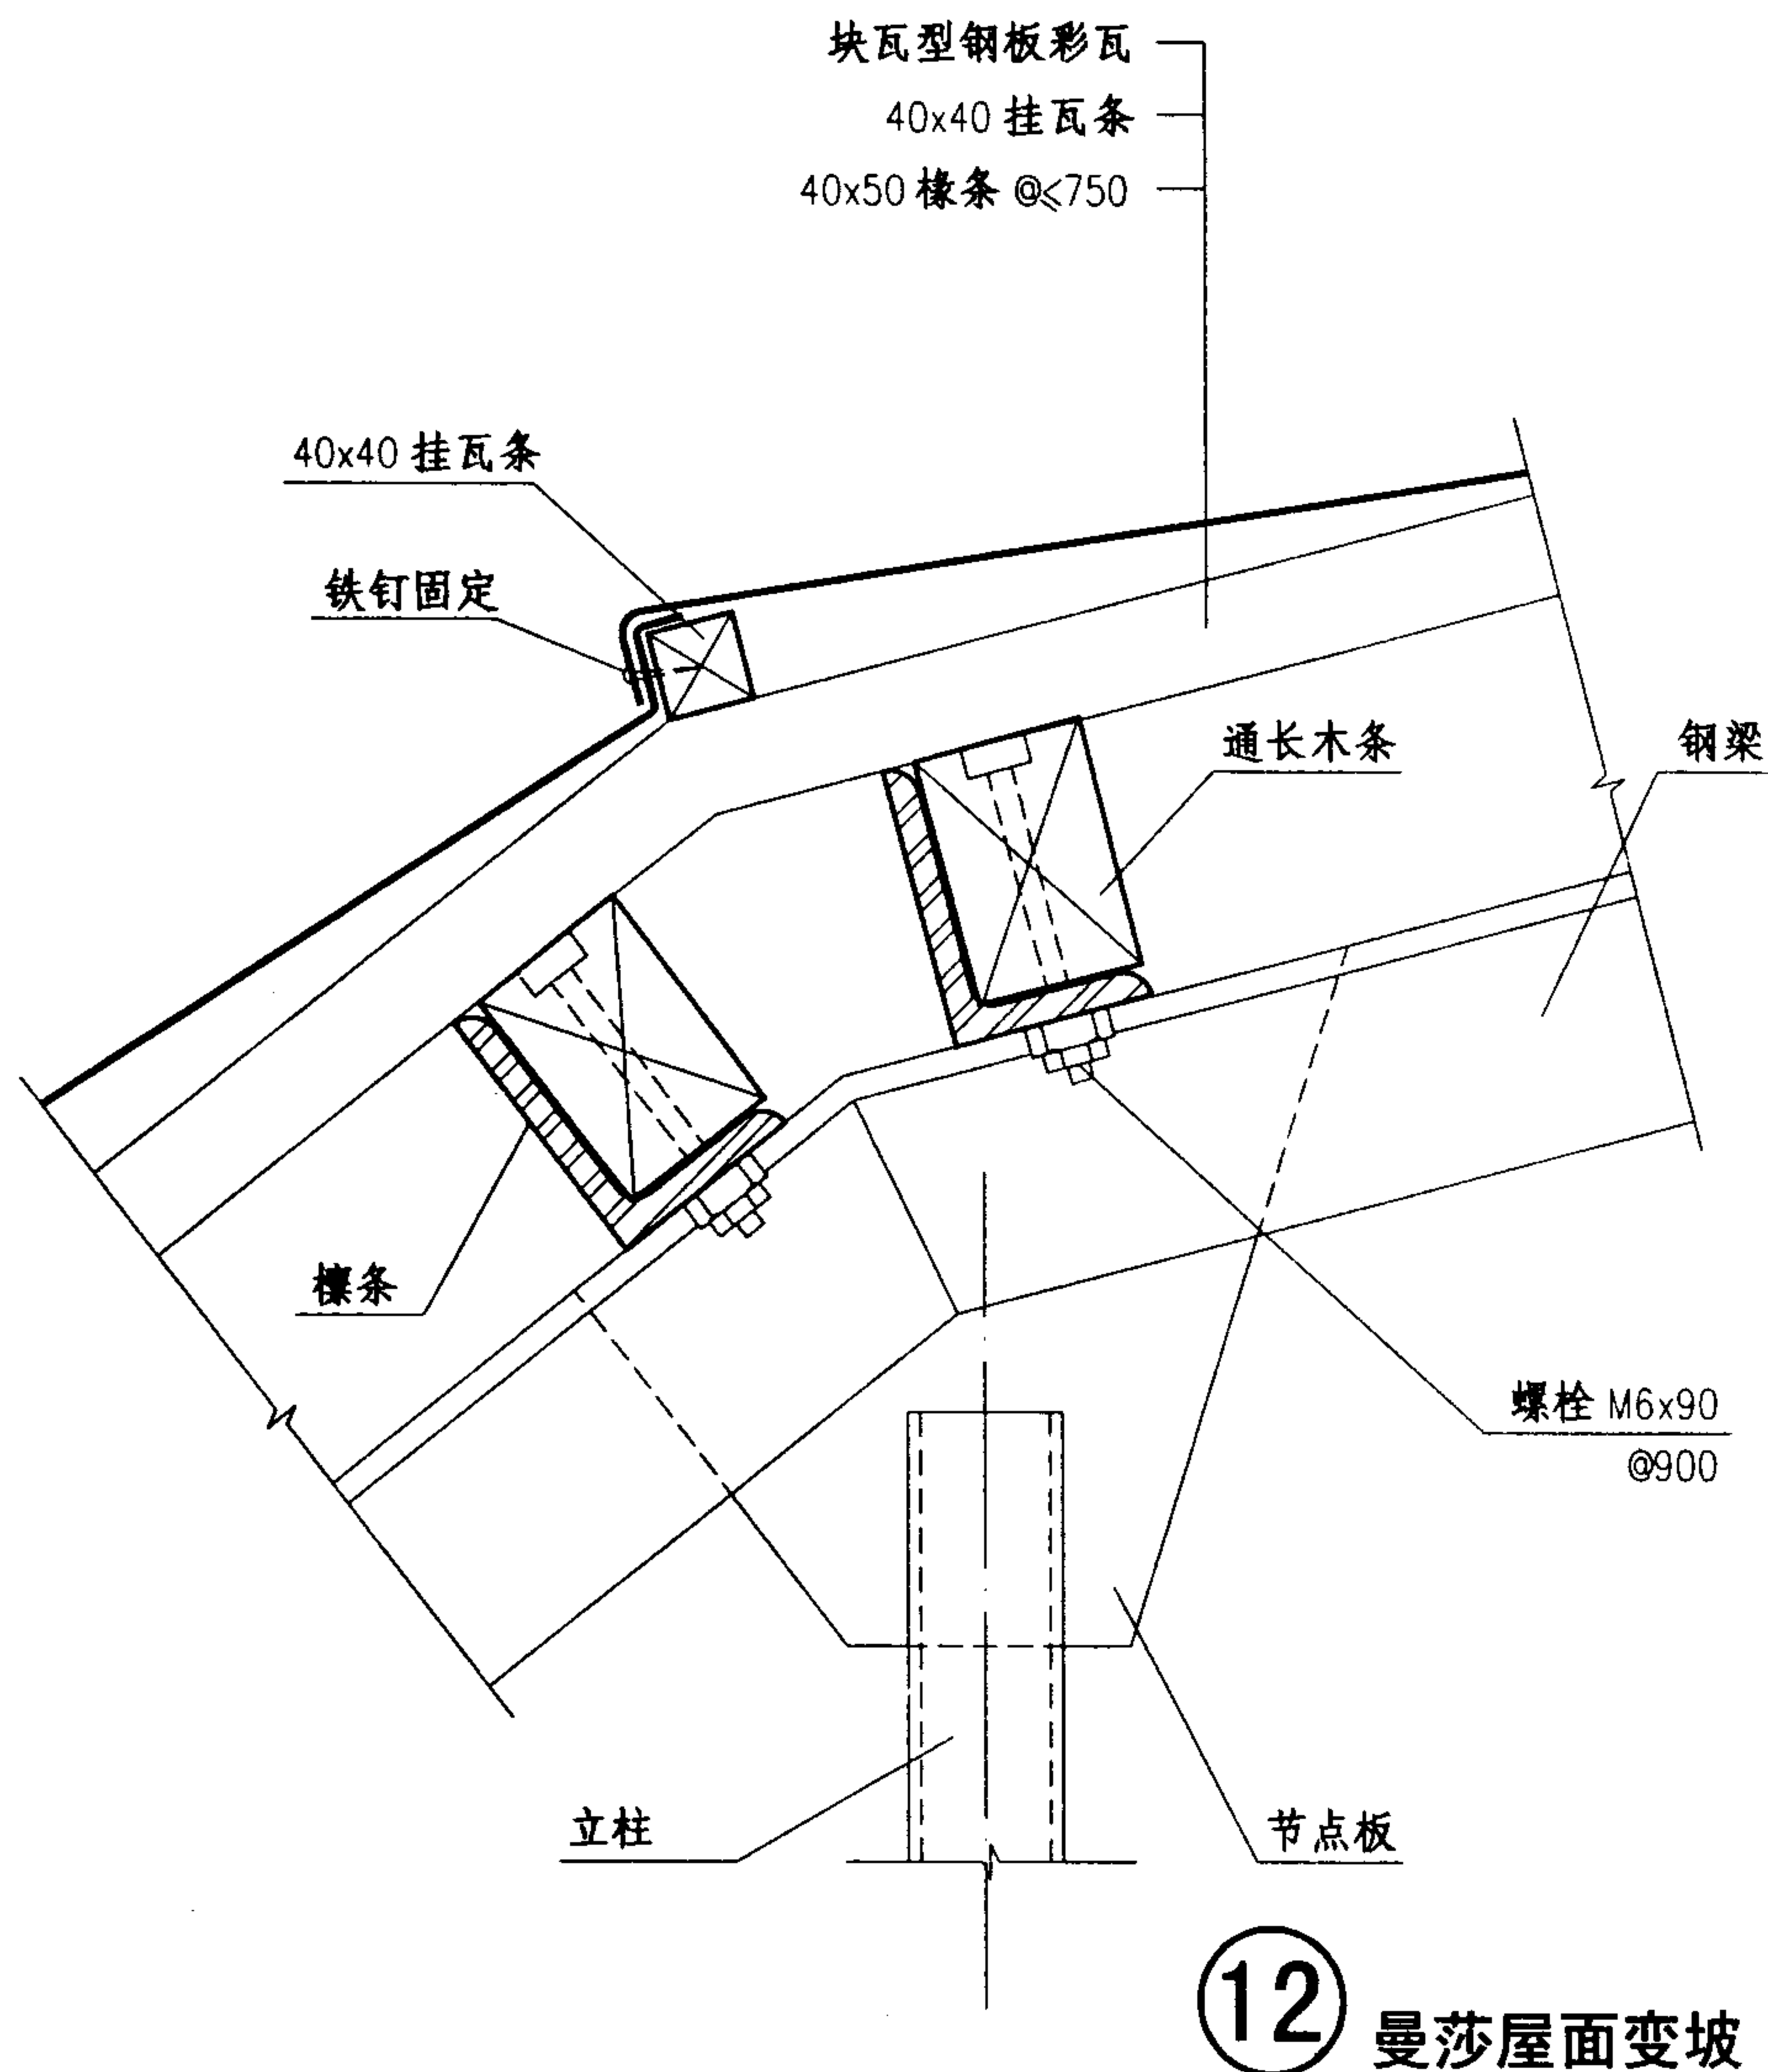 块瓦型钢板彩瓦
40x40 挂瓦条
40x50 椽条 @≤750
40x40 挂瓦条
铁钉固定
通长木条
钢梁
檩条
螺栓 M6x90
@900
立柱
节点板
12 曼莎屋面变坡